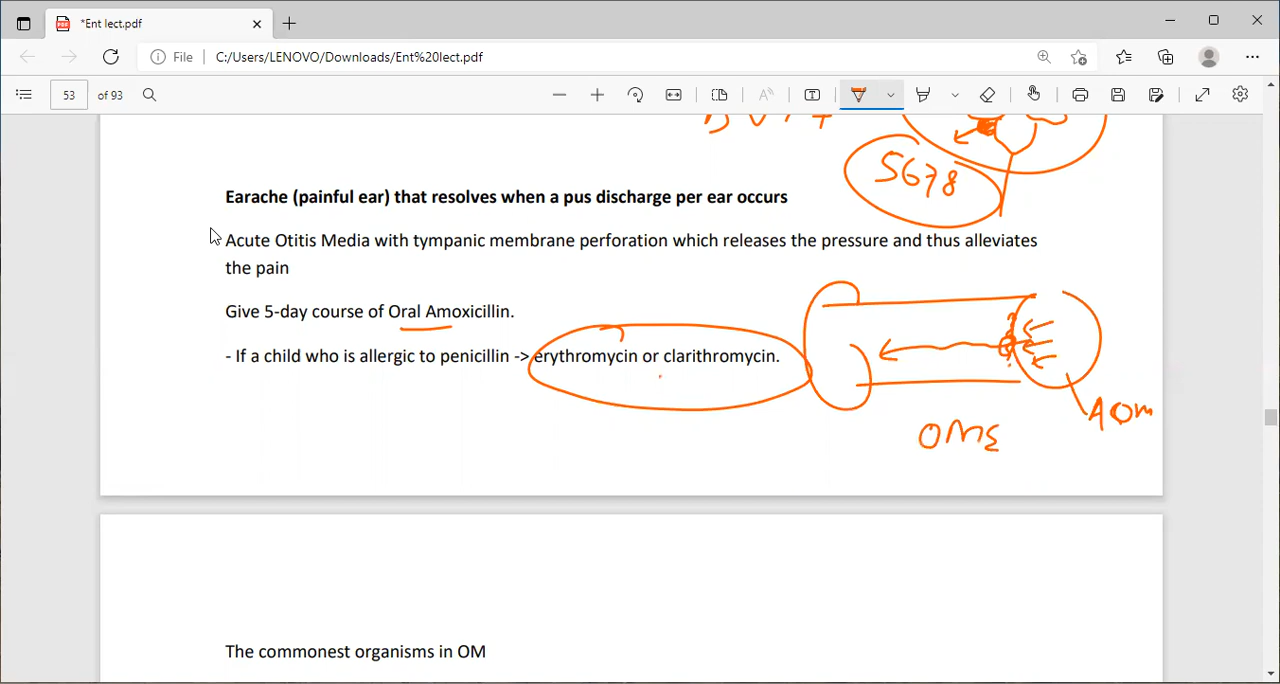 *Ent lect.pdf
File C:/Users/LENOVO/Downloads/Ent%20lect.pdf
53 of 93
5678
Earache (painful ear) that resolves when a pus discharge per ear occurs
Acute Otitis Media with tympanic membrane perforation which releases the pressure and thus alleviates
the pain
Give 5-day course of Oral Amoxicillin.
- If a child who is allergic to penicillin -> erythromycin or clarithromycin.
AOM
OME
The commonest organisms in OM